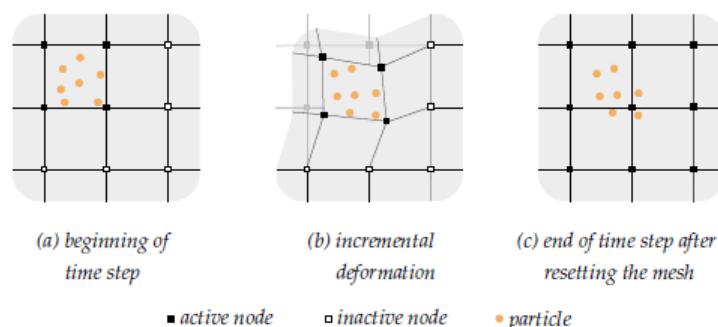 (a) beginning of
time step
(b) incremental
deformation
(c) end of time step after
resetting the mesh
active node
inactive node
particle